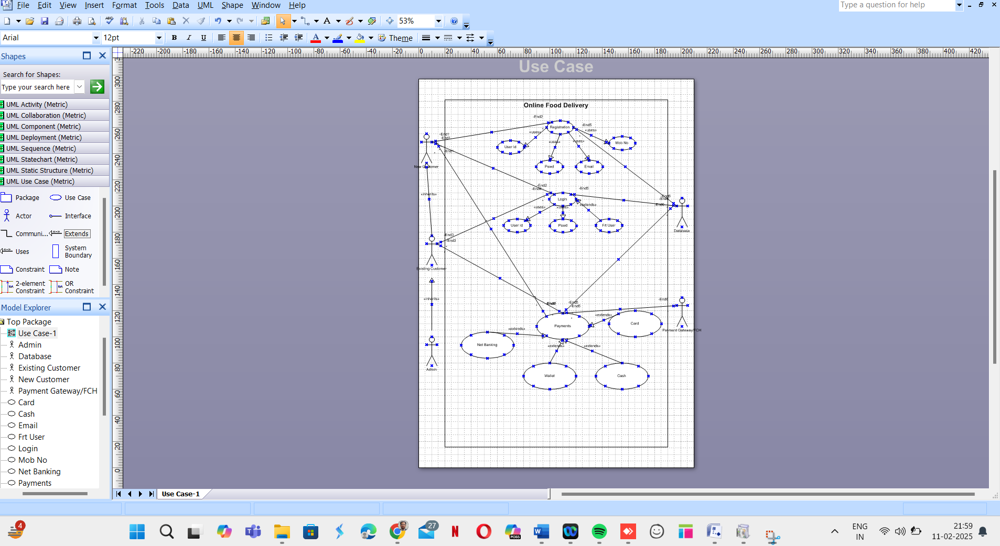 File Edit View Insert Format Tools Data UML Shape Window Help
Type a question for help
ABC
A
53%
Arial
12pt
B I U
A
Theme
Shapes
Search for Shapes:
Type your search here
UML Activity (Metric)
UML Collaboration (Metric)
UML Component (Metric)
UML Deployment (Metric)
UML Sequence (Metric)
UML Statechart (Metric)
UML Static Structure (Metric)
UML Use Case (Metric)
Package
Use Case
Actor
Interface
Communi...
Extends
Uses
System Boundary
Constraint
Note
2-element Constraint
OR Constraint
Model Explorer
Top Package
Use Case-1
Admin
Database
Existing Customer
New Customer
Payment Gateway/FCH
Card
Cash
Email
Frt User
Login
Mob No
Net Banking
Payments
-220 -200 -180 -160 -140 -120 -100 -80 -60 -40 -20 0 20 40 60 80 100 120 140 160 180 200 220 240 260 280 300 320 340 360 380 400 420
300
280
260
240
220
200
180
160
140
120
100
80
60
40
20
0
Use Case
Online Food Delivery
-End2
Registration
-End5
«uses»
«uses»
-End1
-End1
«uses»
«uses»
Mob No
User Id
-End1
New Customer
Pswd
Email
-End2
-End4
-End5
«inherits»
Login
-End6
-End6
-End6
«uses»
«uses»
«extends»
User Id
Pswd
Frt User
Database
-End3
-End3
Existing Customer
«inherits»
-End5
-End5
-End6
«extends»
Payments
Card
Payment Gateway/FCH
«extends»
Net Banking
«extends»
«extends»
Admin
Wallet
Cash
Use Case-1
4
27
M365
ENG
IN
21:59
11-02-2025